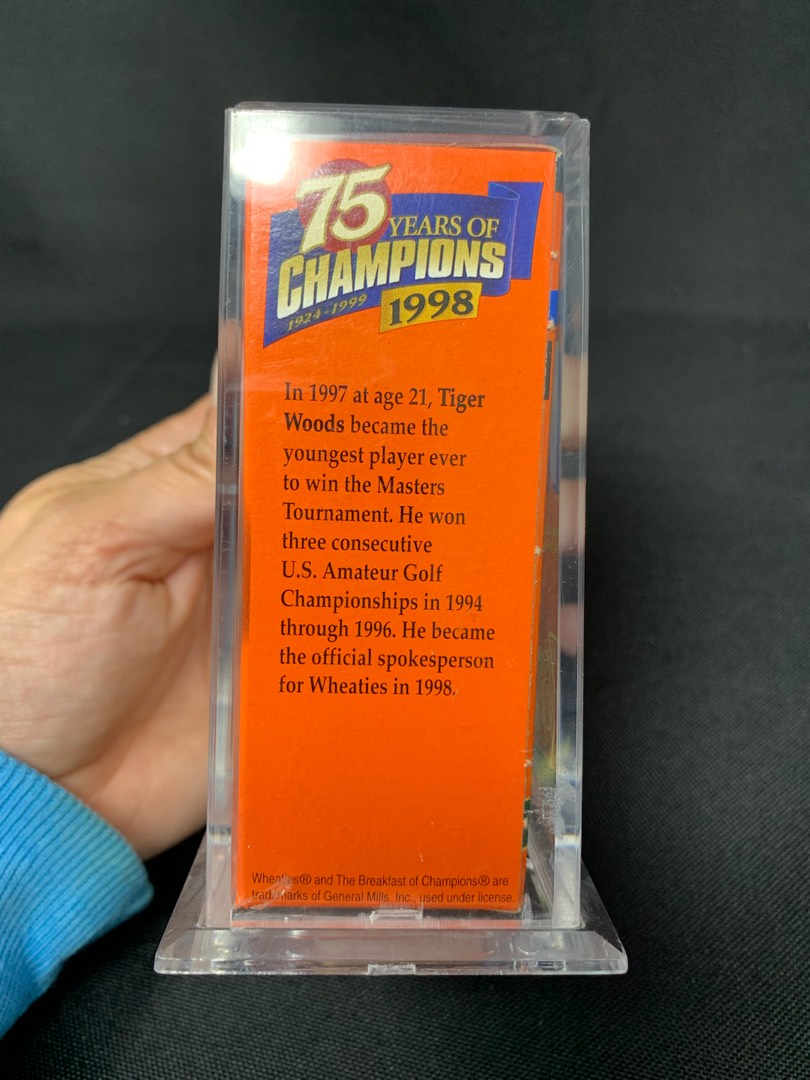 75
YEARS OF
CHAMPIONS
1924-1999
1998
In 1997 at age 21, Tiger
Woods became the
youngest player ever
to win the Masters
Tournament. He won
three consecutive
U.S. Amateur Golf
Championships in 1994
through 1996. He became
the official spokesperson
for Wheaties in 1998.
Wheaties® and The Breakfast of Champions® are
trademarks of General Mills, Inc., used under license.